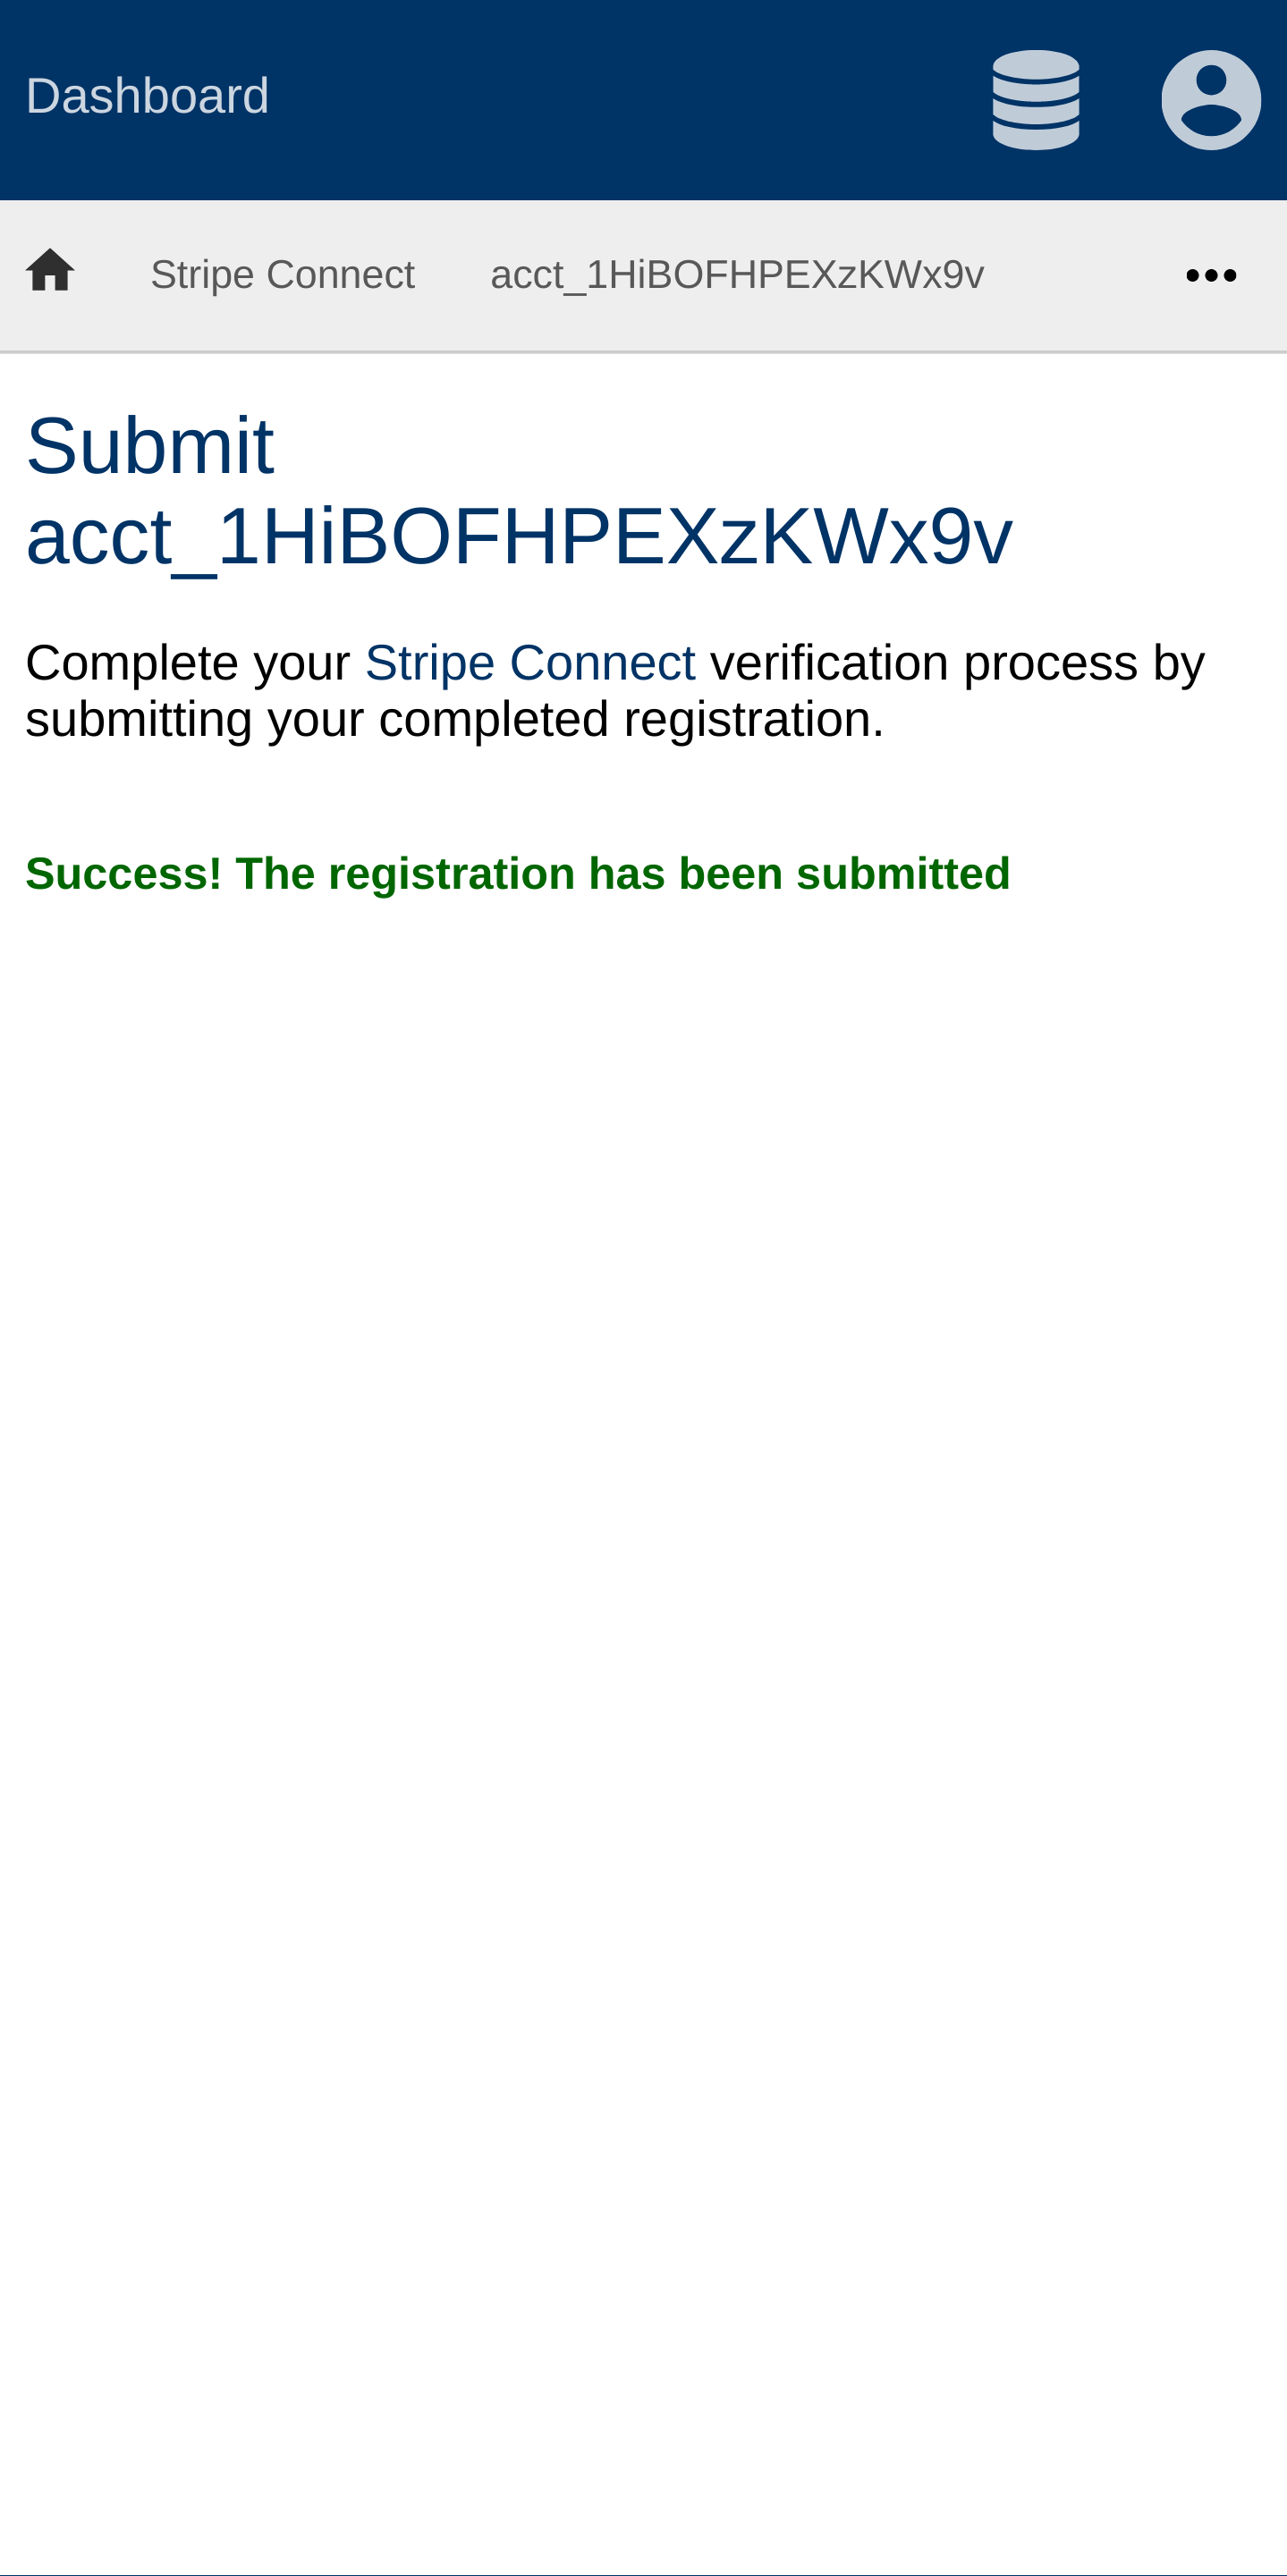 Dashboard
Stripe Connect acct_1HiBOFHPEXzKWx9v
Submit
acct_1HiBOFHPEXzKWx9v
Complete your Stripe Connect verification process by
submitting your completed registration.
Success! The registration has been submitted